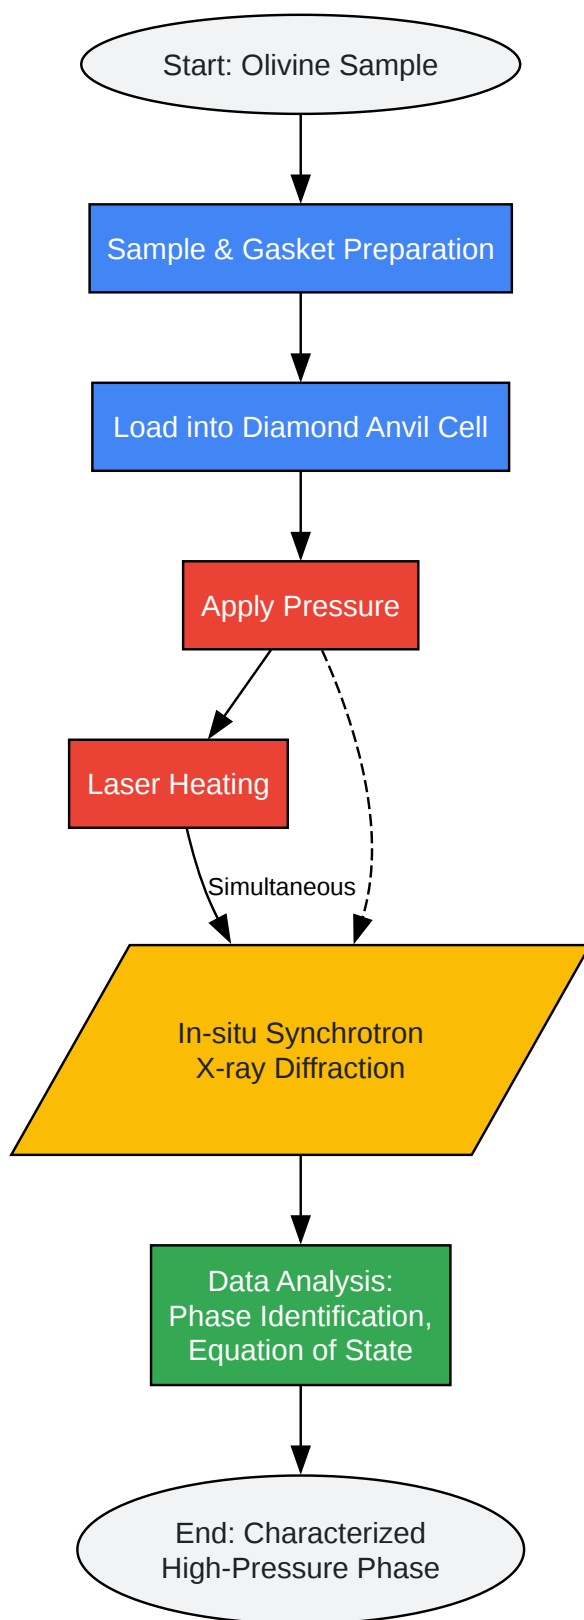 Start: Olivine Sample
Sample & Gasket Preparation
Load into Diamond Anvil Cell
Apply Pressure
Laser Heating
Simultaneous
In-situ Synchrotron
X-ray Diffraction
Data Analysis:
Phase Identification,
Equation of State
End: Characterized
High-Pressure Phase